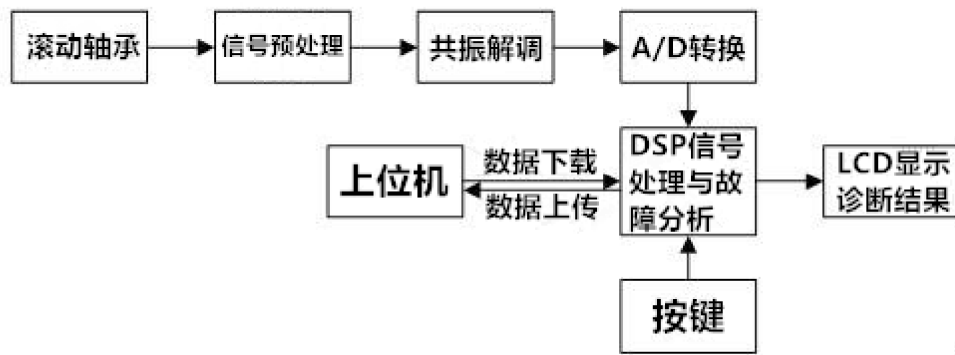 滚动轴承
信号预处理
共振解调
A/D转换
上位机
数据下载
数据上传
DSP信号
处理与故
障分析
LCD显示
诊断结果
按键